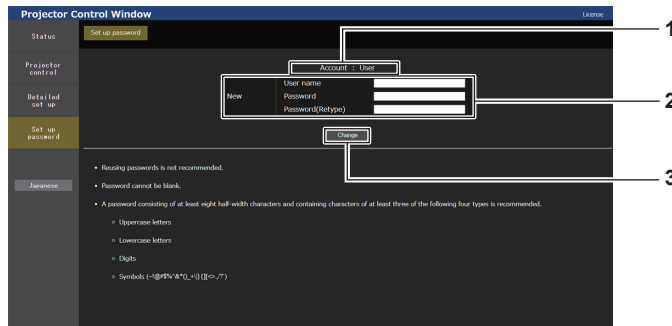 Projector Control Window
License
Status
Set up password
Projector
control
Detailed
set up
Set up
password
Japanese
Account : User
New
User name
Password
Password(Retype)
Change
• Reusing passwords is not recommended.
• Password cannot be blank.
• A password consisting of at least eight half-width characters and containing characters of at least three of the following four types is recommended.
◦ Uppercase letters
◦ Lowercase letters
◦ Digits
◦ Symbols
1
2
3